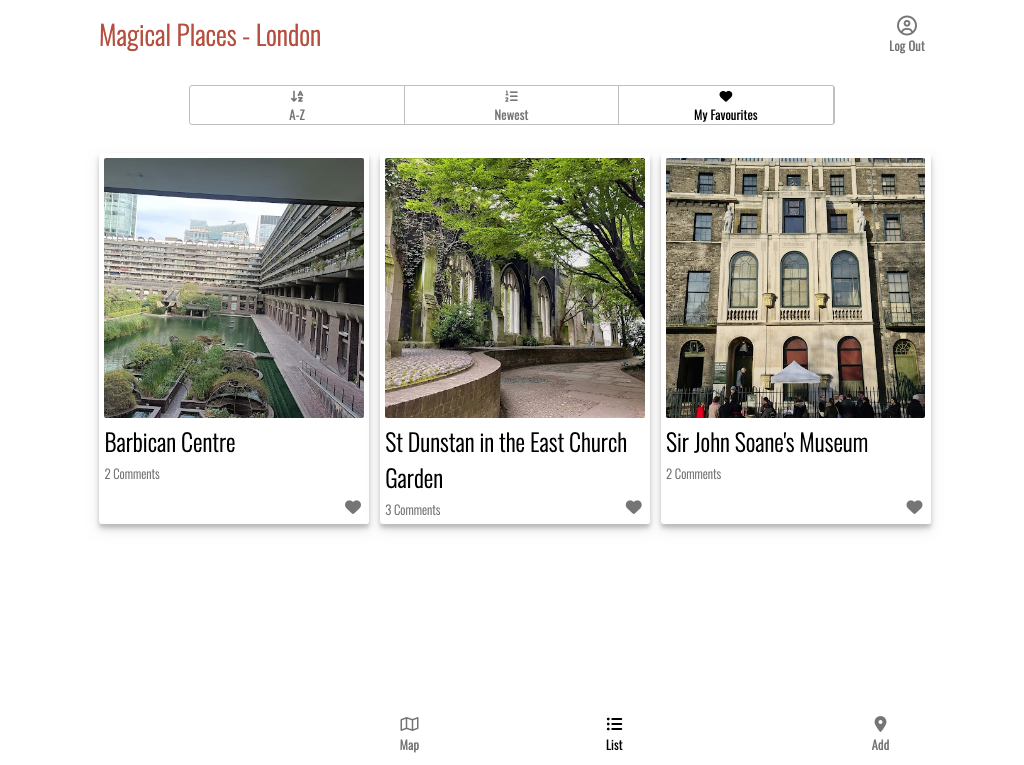 Magical Places - London
Log Out
A-Z
Newest
My Favourites
Barbican Centre
2 Comments
St Dunstan in the East Church
Garden
3 Comments
Sir John Soane's Museum
2 Comments
Map
List
Add